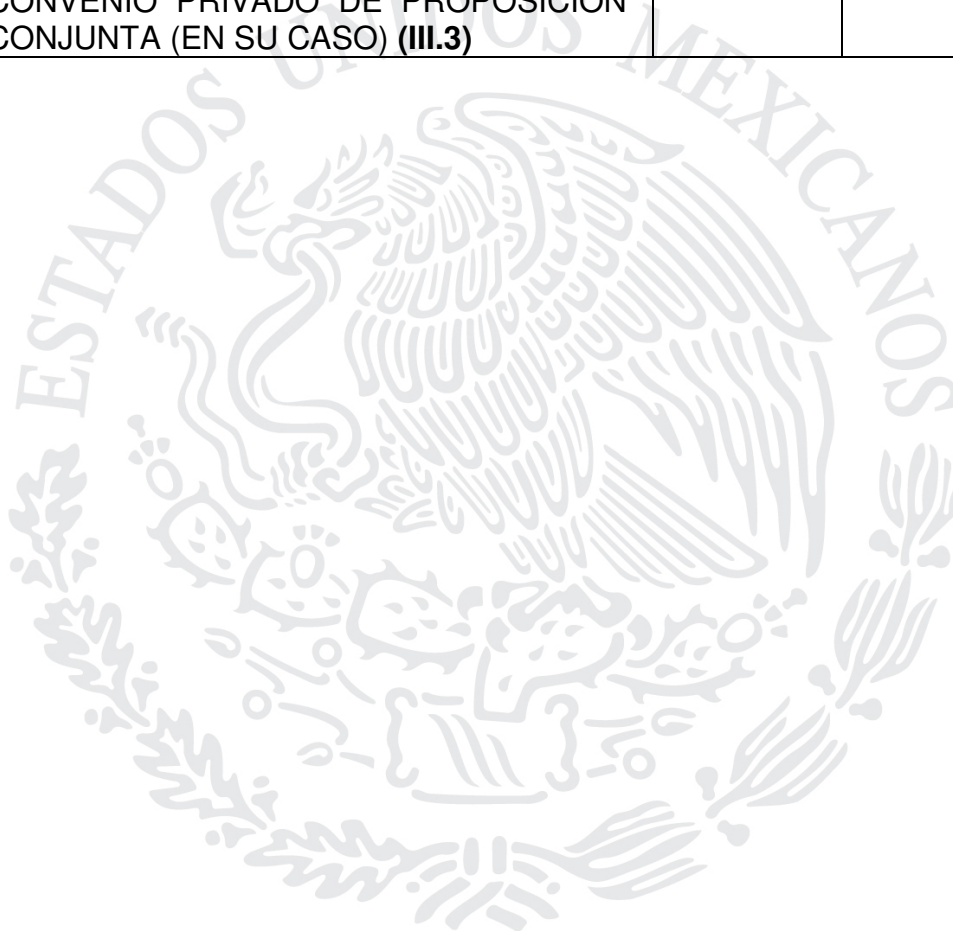 CONVENIO PRIVADO DE PROPOSICIÓN
CONJUNTA (EN SU CASO) (III.3)
ESTADOS UNIDOS MEXICANOS